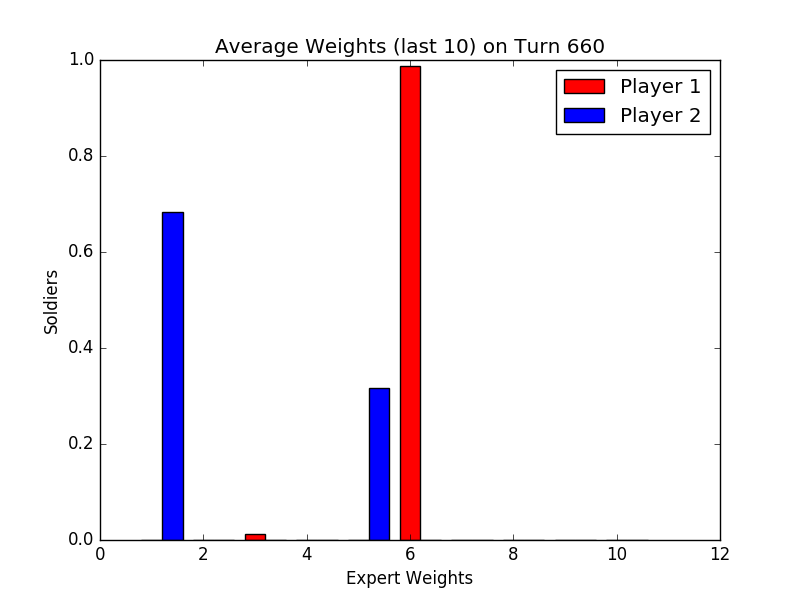 Average Weights (last 10) on Turn 660
Player 1
Player 2
1.0
0.8
0.6
0.4
0.2
0.0
Soldiers
0 2 4 6 8 10 12
Expert Weights